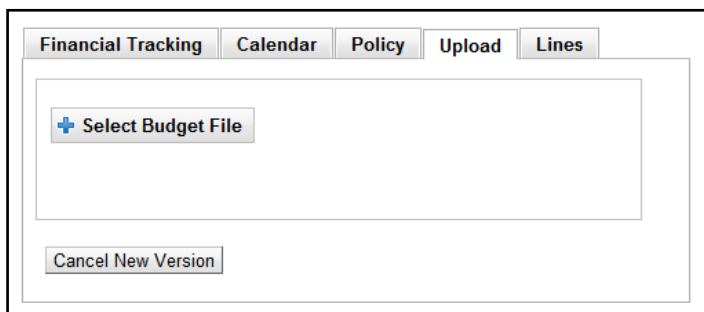 Financial Tracking Calendar Policy Upload Lines
Select Budget File
Cancel New Version